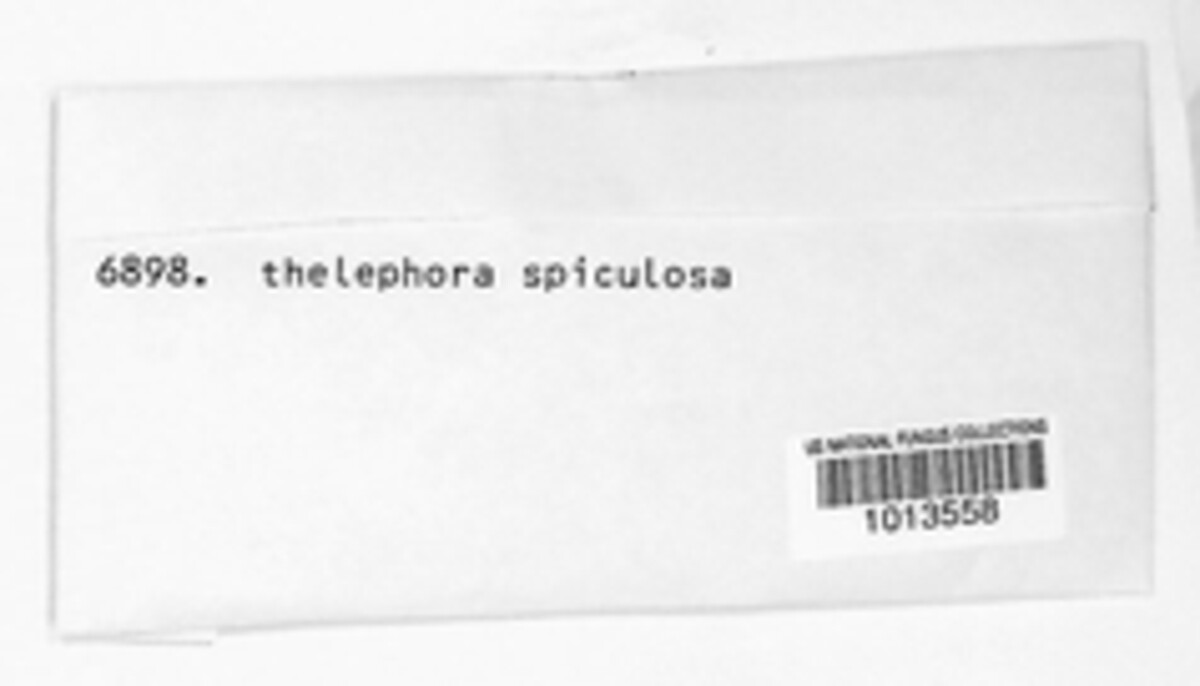 6898. thelephora spiculosa
US NATIONAL FUNGUS COLLECTIONS
1013558